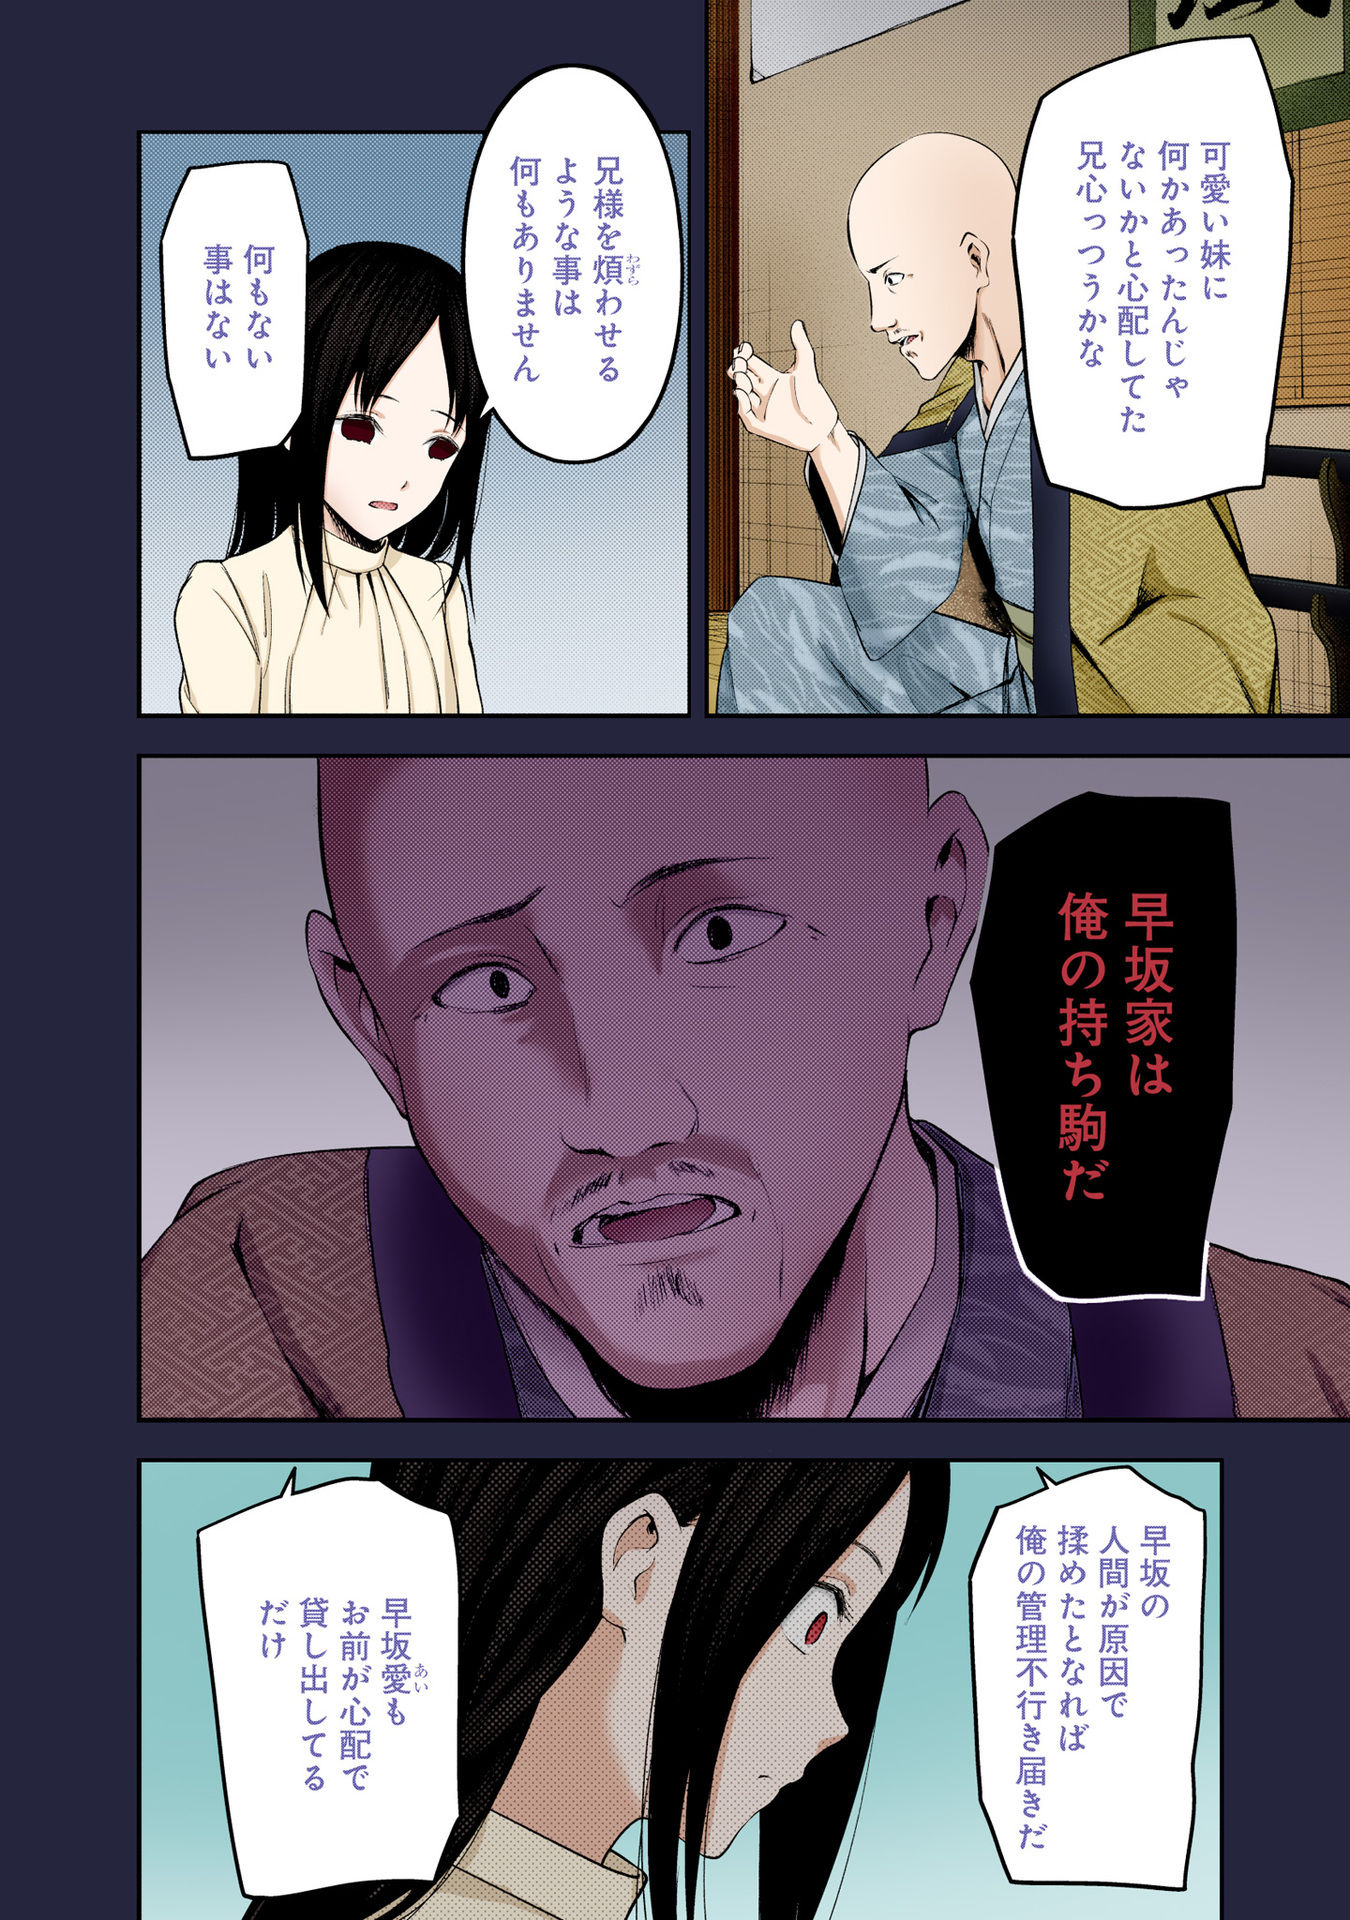 可愛い妹に
何かあったんじゃ
ないかと心配してた
兄心っつうかな
兄様を煩わせる
わずら
ような事は
何もありません
何もない
事はない
早坂家は
俺の持ち駒だ
早坂の
人間が原因で
揉めたとなれば
俺の管理不行き届きだ
早坂愛も
あい
お前が心配で
貸し出してる
だけ